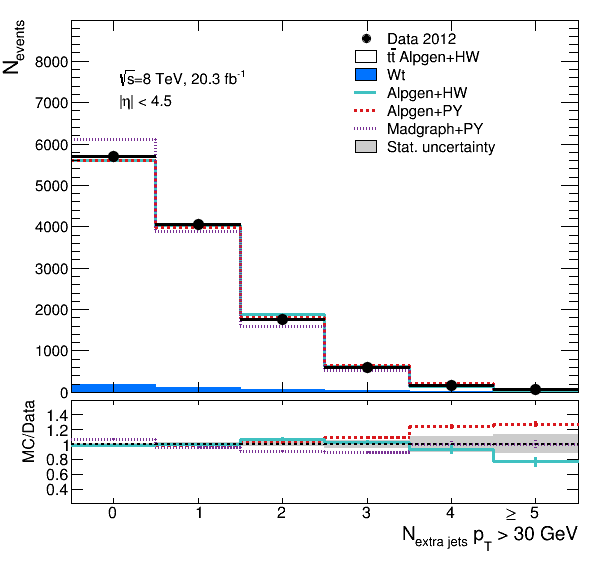 N events
8000
7000
6000
5000
4000
3000
2000
1000
0
√s=8 TeV, 20.3 fb⁻¹
|η| < 4.5
Data 2012
tt̄ Alpgen+HW
Wt
Alpgen+HW
Alpgen+PY
Madgraph+PY
Stat. uncertainty
MC/Data
1.4
1.2
1
0.8
0.6
0.4
0 1 2 3 4 ≥ 5
N extra jets p_T > 30 GeV